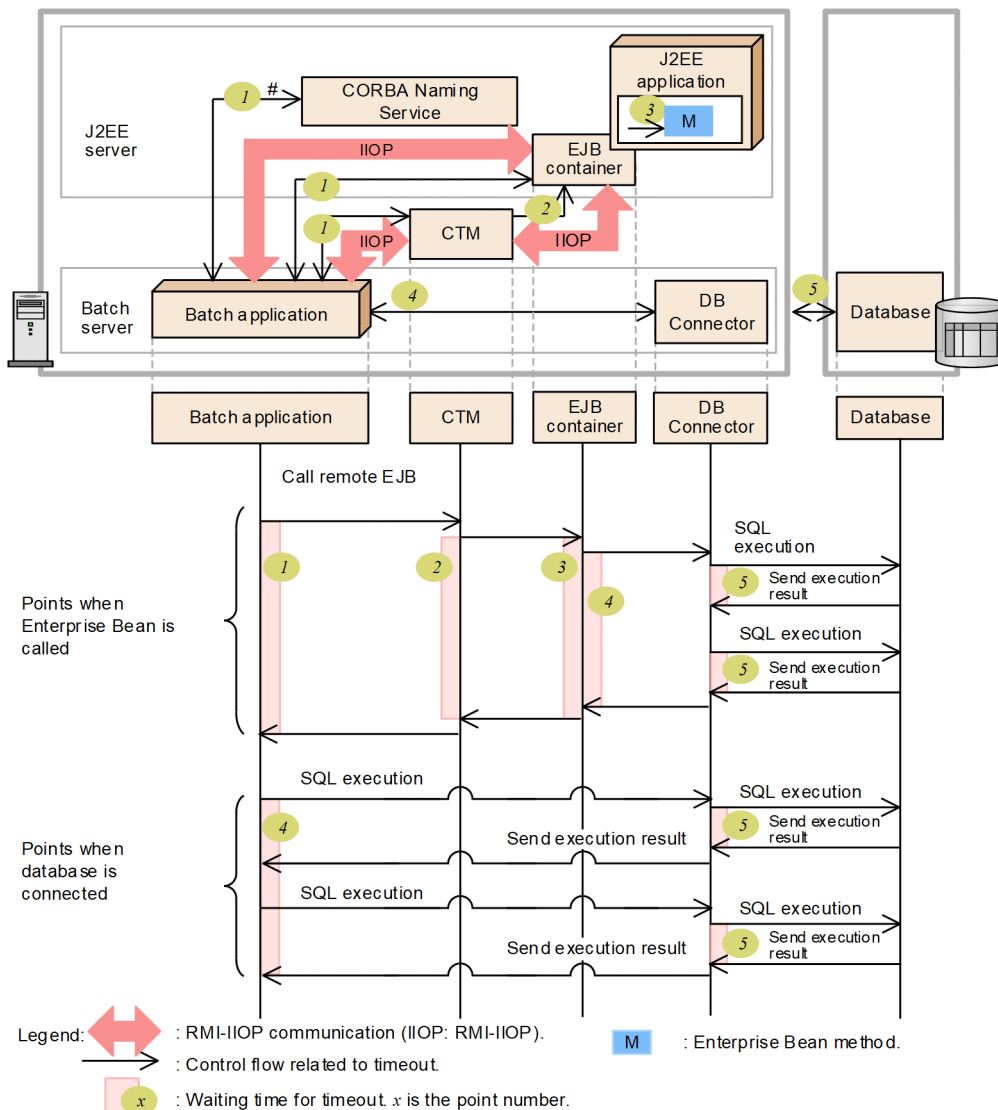 J2EE
application
3
M
1
#
CORBA Naming
Service
J2EE
server
IIOP
EJB
container
1
2
1
CTM
IIOP
IIOP
Batch
server
Batch application
4
DB
Connector
5
Database
Batch application
CTM
EJB
container
DB
Connector
Database
Call remote EJB
SQL
execution
1
2
3
4
5
Send execution
result
Points when
Enterprise Bean is
called
SQL execution
5
Send execution
result
SQL execution
SQL execution
4
5
Send execution
result
Send execution result
Points when
database is
connected
SQL execution
SQL execution
5
Send execution
result
Send execution result
Legend:
: RMI-IIOP communication (IIOP: RMI-IIOP).
M
: Enterprise Bean method.
: Control flow related to timeout.
x
: Waiting time for timeout. x is the point number.